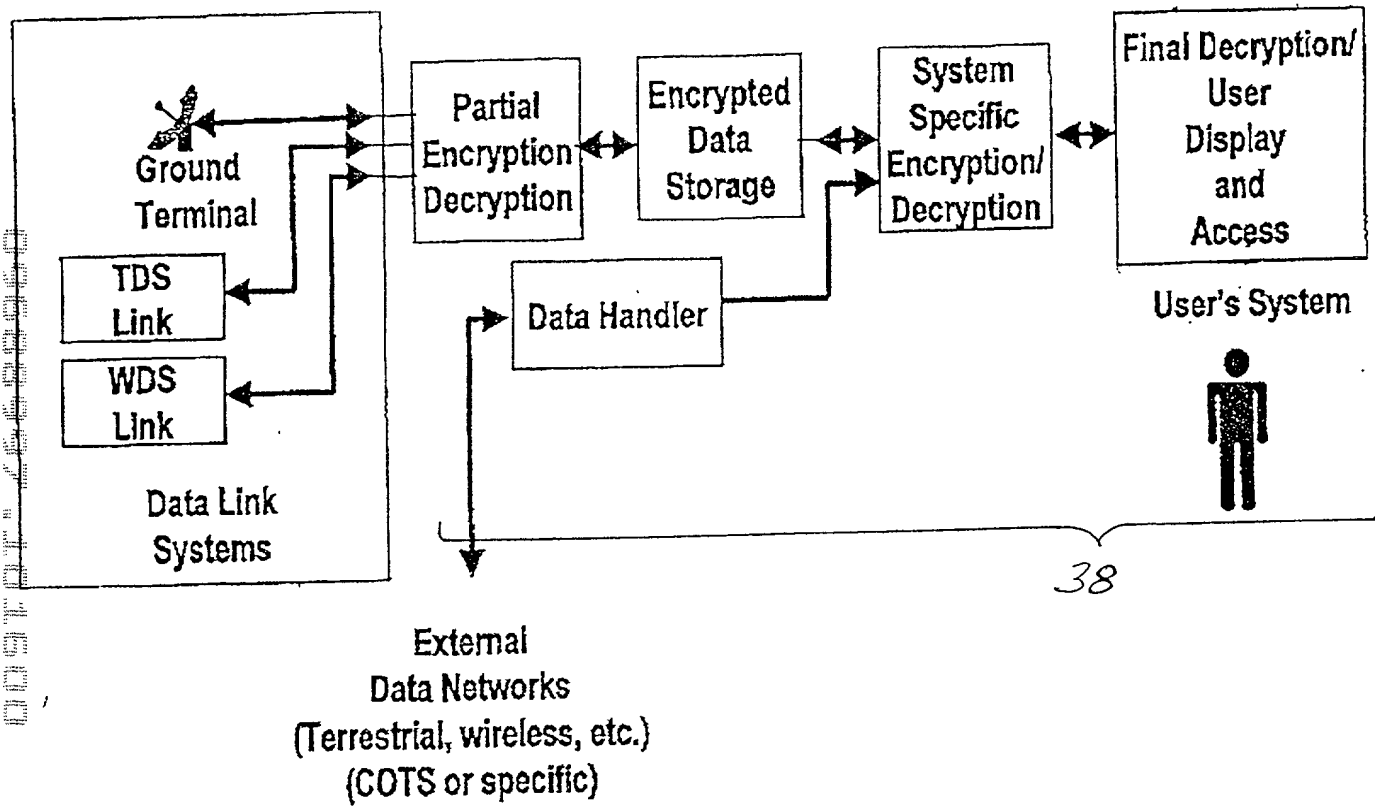 Ground
Terminal
TDS
Link
WDS
Link
Data Link
Systems
Partial
Encryption
Decryption
Encrypted
Data
Storage
System
Specific
Encryption/
Decryption
Final Decryption/
User
Display
and
Access
User's System
Data Handler
38
External
Data Networks
(Terrestrial, wireless, etc.)
(COTS or specific)